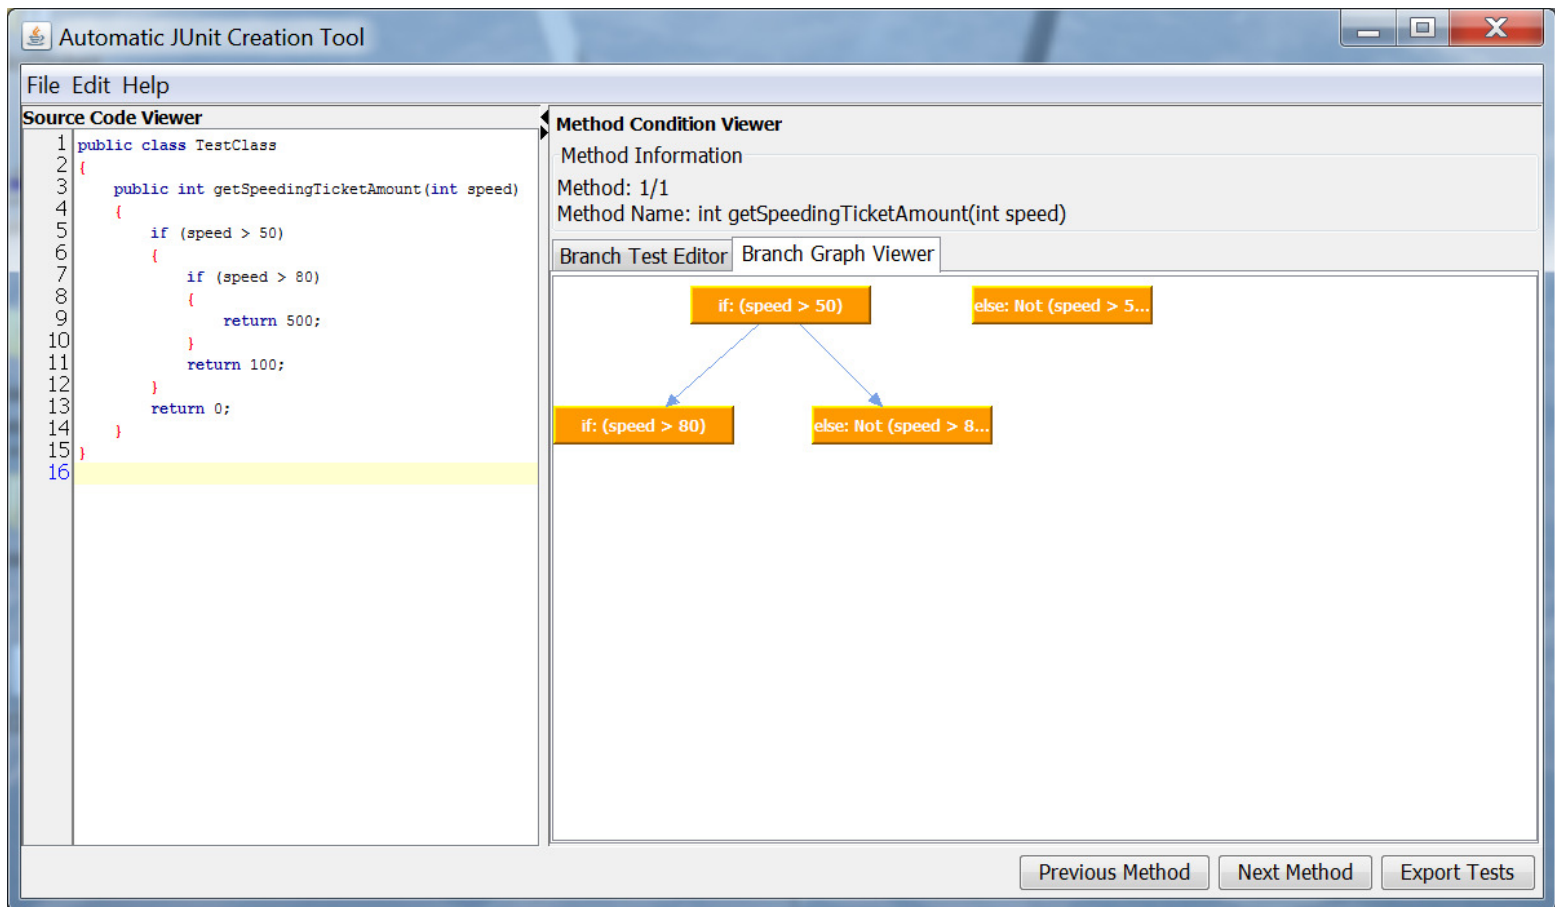 Automatic JUnit Creation Tool
File Edit Help
Source Code Viewer
1 public class TestClass
2 {
3 public int getSpeedingTicketAmount(int speed)
4 {
5 if (speed > 50)
6 {
7 if (speed > 80)
8 {
9 return 500;
10 }
11 return 100;
12 }
13 return 0;
14 }
15 }
16
Method Condition Viewer
Method Information
Method: 1/1
Method Name: int getSpeedingTicketAmount(int speed)
Branch Test Editor Branch Graph Viewer
if: (speed > 50) else: Not (speed > 5...
if: (speed > 80) else: Not (speed > 8...
Previous Method Next Method Export Tests